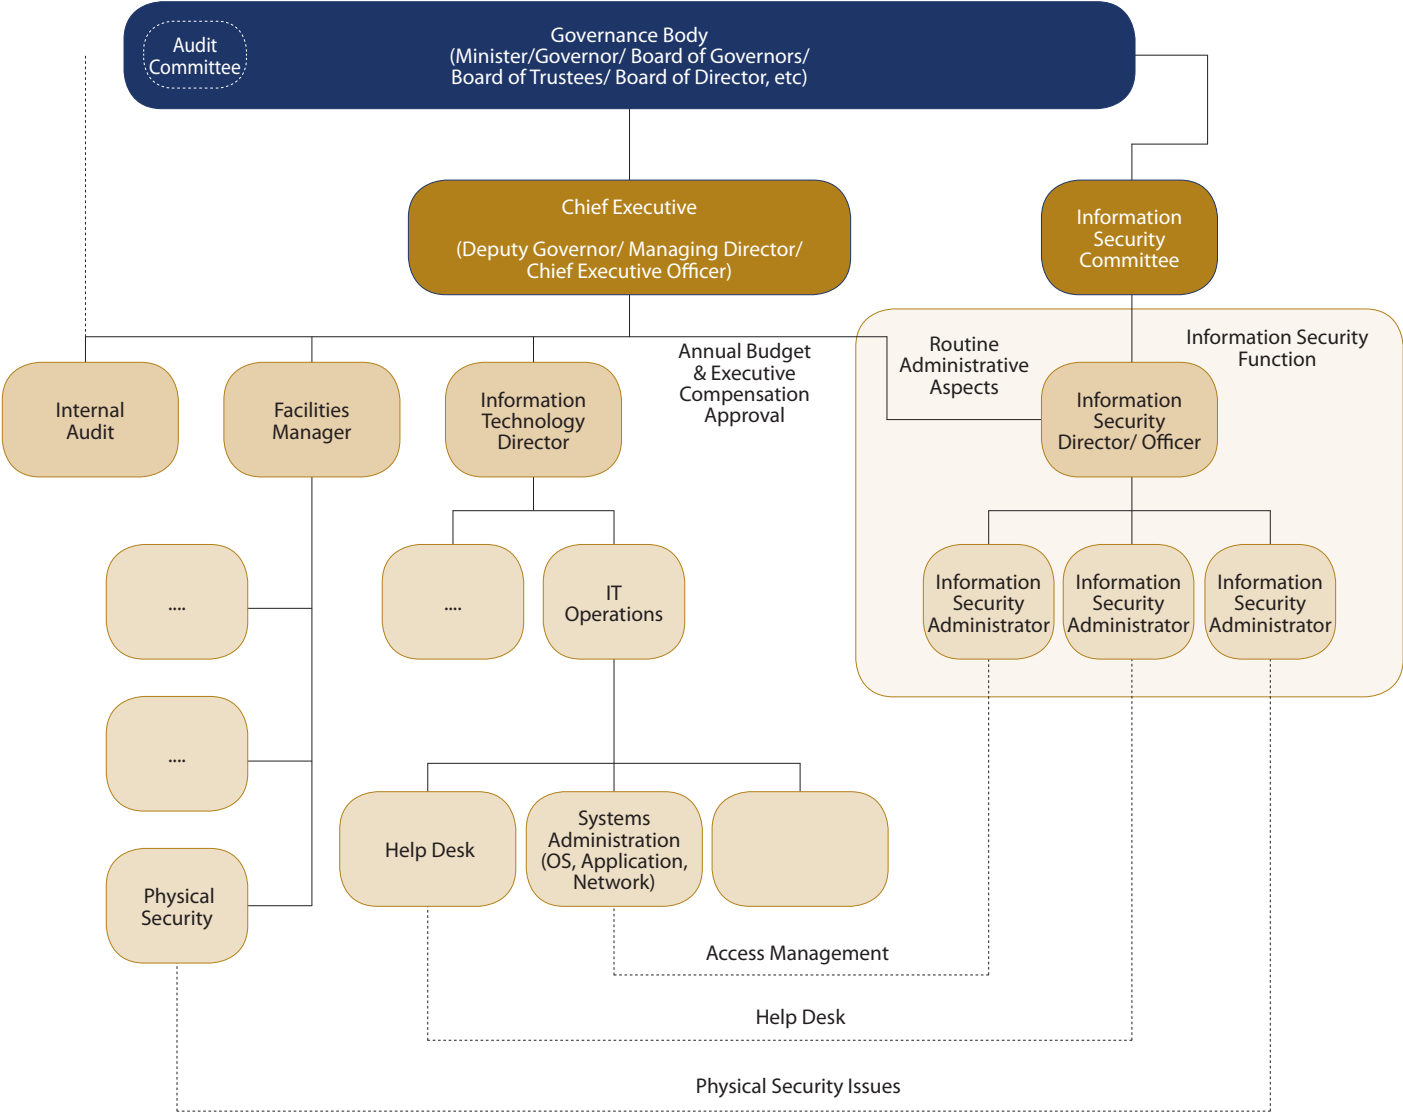 Audit
Committee
Governance Body
(Minister/Governor/ Board of Governors/
Board of Trustees/ Board of Director, etc)
Chief Executive
(Deputy Governor/ Managing Director/
Chief Executive Officer)
Information
Security
Committee
Annual Budget
& Executive
Compensation
Approval
Routine
Administrative
Aspects
Information Security
Function
Internal
Audit
Facilities
Manager
Information
Technology
Director
Information
Security
Director/ Officer
....
....
IT
Operations
Information
Security
Administrator
Information
Security
Administrator
Information
Security
Administrator
....
Help Desk
Systems
Administration
(OS, Application,
Network)
Physical
Security
Access Management
Help Desk
Physical Security Issues